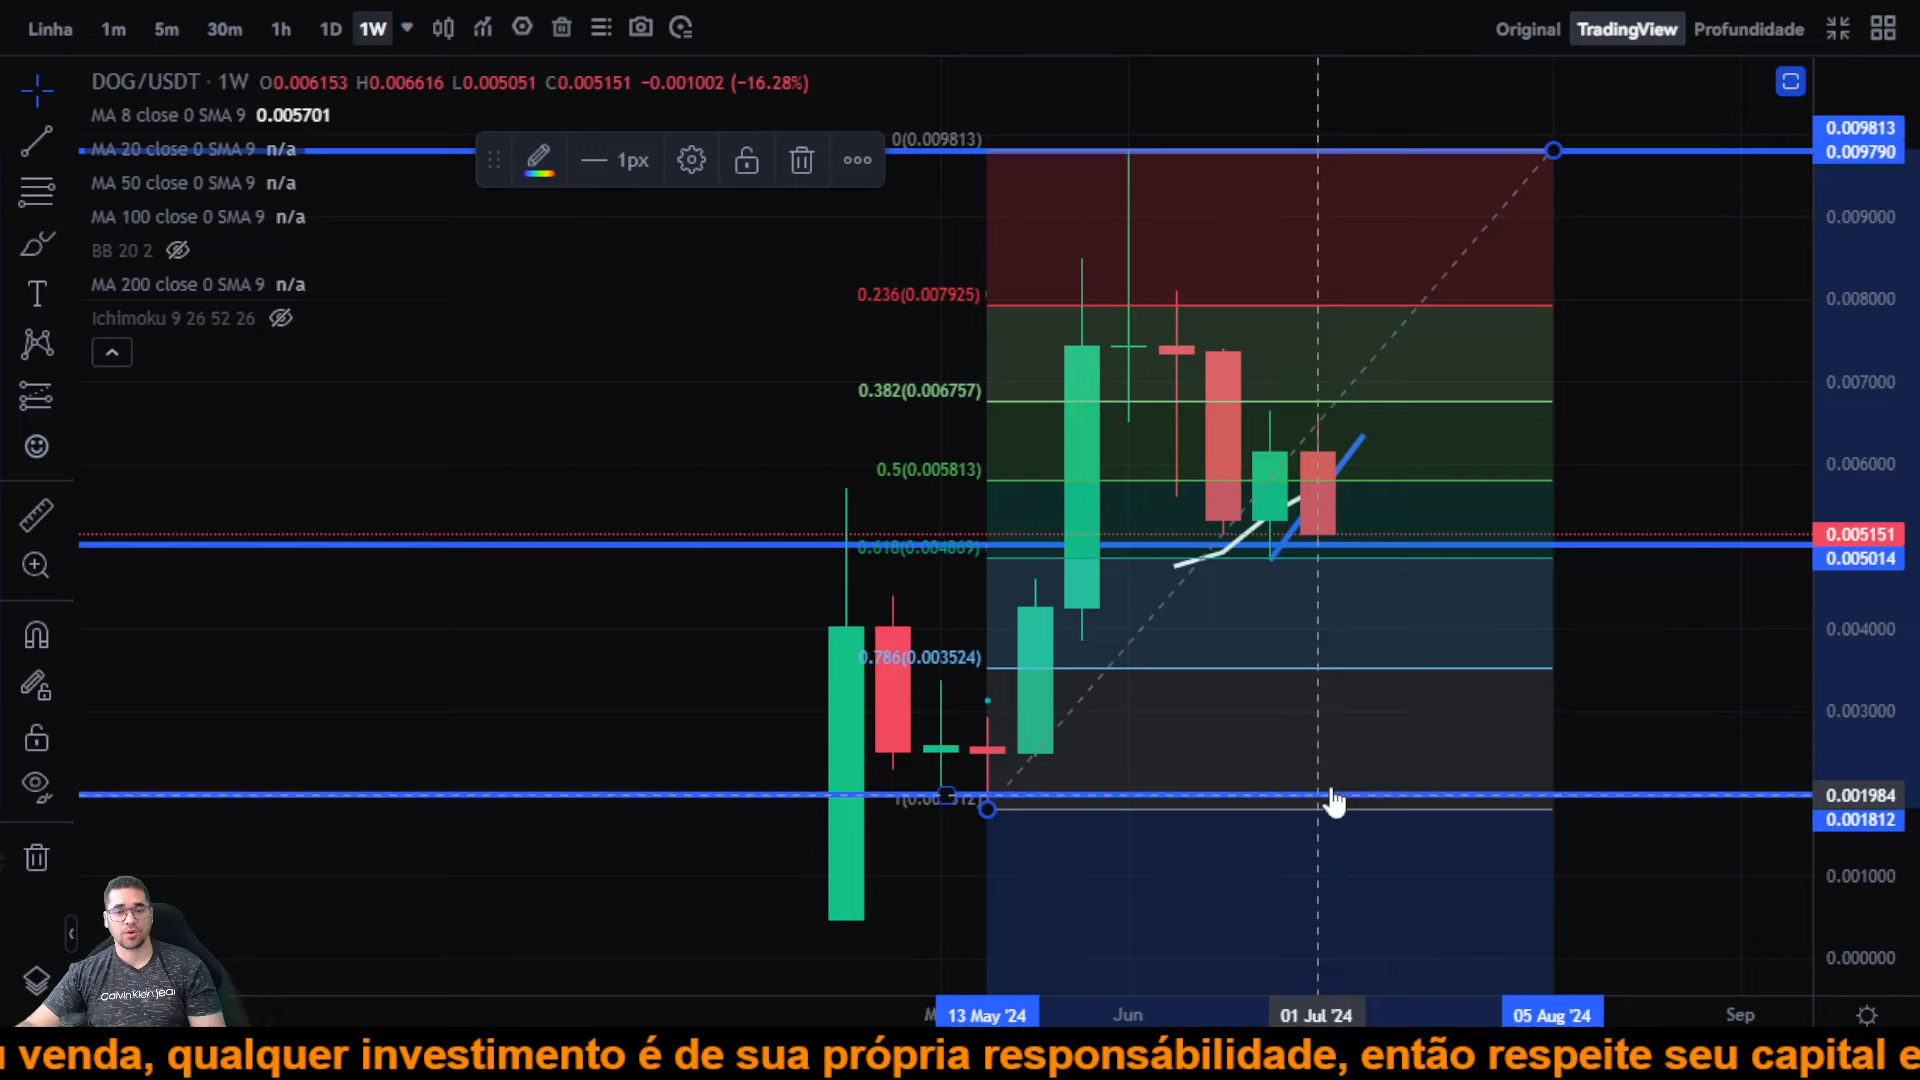 Linha 1m 5m 30m 1h 1D 1W Original TradingView Profundidade
DOG/USDT · 1W O0.006153 H0.006616 L0.005051 C0.005151 −0.001002 (−16.28%)
MA 8 close 0 SMA 9 0.005701
MA 20 close 0 SMA 9 n/a
MA 50 close 0 SMA 9 n/a
MA 100 close 0 SMA 9 n/a
BB 20 2
MA 200 close 0 SMA 9 n/a
Ichimoku 9 26 52 26
1px
0(0.009813)
0.236(0.007925)
0.382(0.006757)
0.5(0.005813)
0.618(0.004869)
0.786(0.003524)
0.009813
0.009790
0.009000
0.008000
0.007000
0.006000
0.005151
0.005014
0.004000
0.003000
0.001984
0.001812
0.001000
0.000000
13 May '24 Jun 01 Jul '24 05 Aug '24 Sep
Calvin Klein Jeans
venda, qualquer investimento é de sua própria responsábilidade, então respeite seu capital e